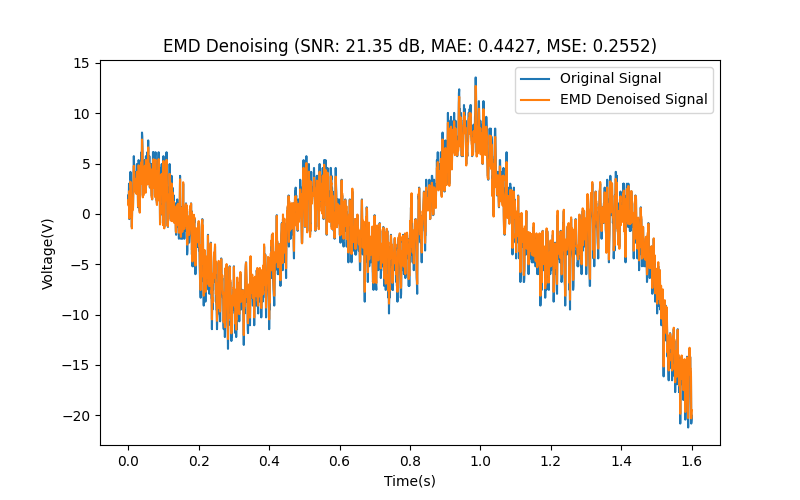 EMD Denoising (SNR: 21.35 dB, MAE: 0.4427, MSE: 0.2552)
Original Signal
EMD Denoised Signal
15
10
5
0
−5
−10
−15
−20
Voltage(V)
0.0 0.2 0.4 0.6 0.8 1.0 1.2 1.4 1.6
Time(s)